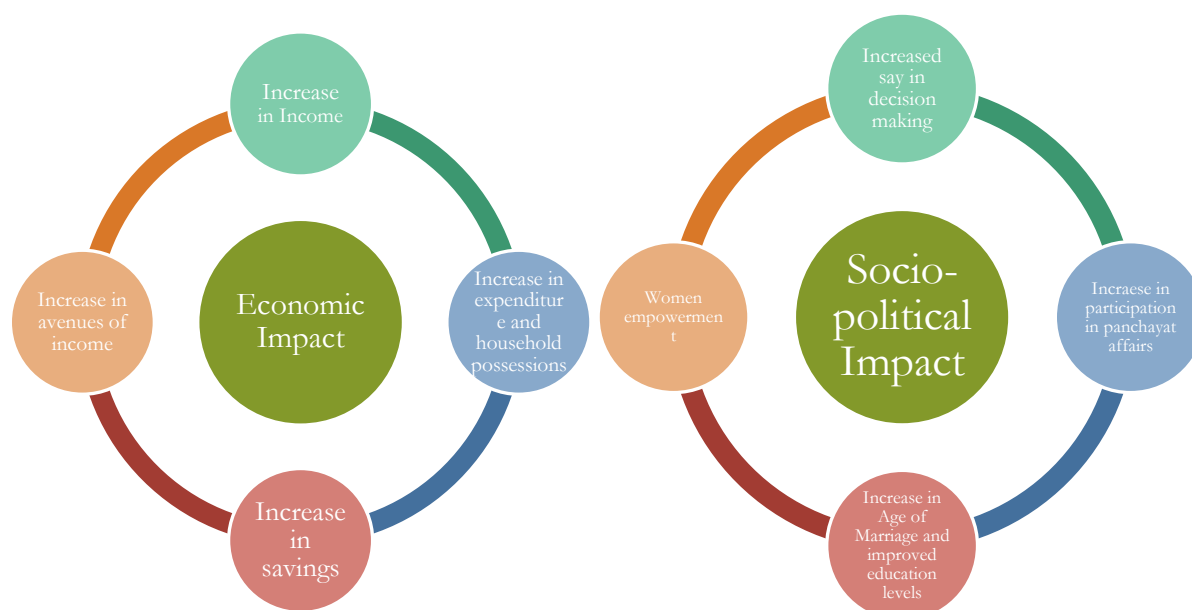 Increase
in Income
Increase in
avenues of
income
Economic
Impact
Increase in
expenditur
e and
household
possessions
Increase
in
savings
Increased
say in
decision
making
Women
empowermen
t
Socio-
political
Impact
Incraese in
participation
in panchayat
affairs
Increase in
Age of
Marriage and
improved
education
levels